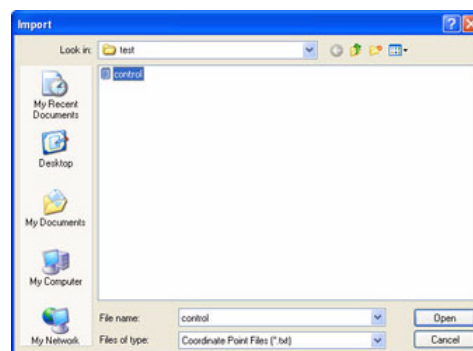 Import
Look in: test
control
My Recent
Documents
Desktop
My Documents
My Computer
My Network
File name: control Open
Files of type: Coordinate Point Files (*.txt) Cancel